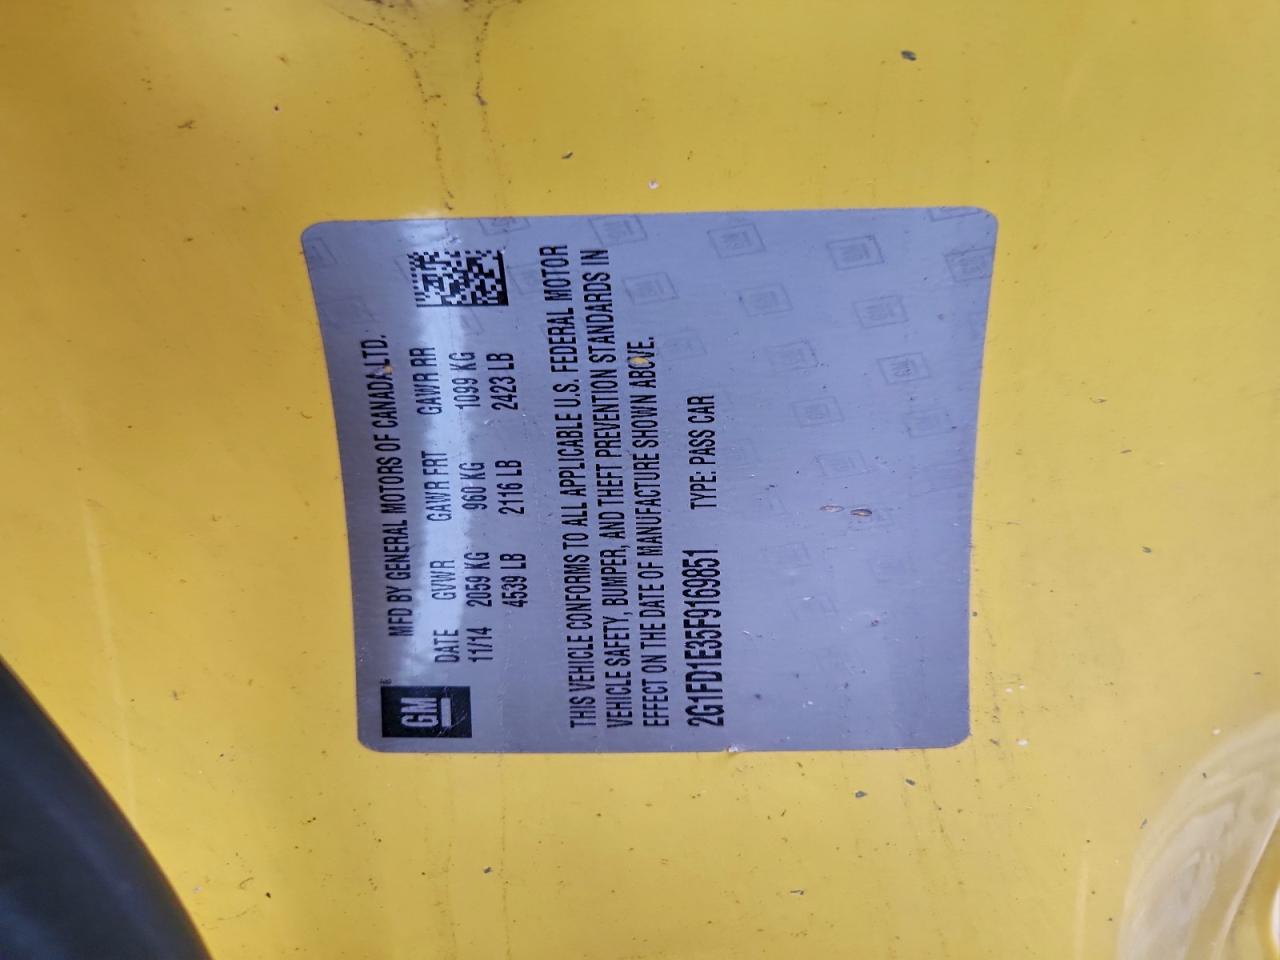 GM
MFD BY GENERAL MOTORS OF CANADA LTD.
DATE GVWR GAWR FRT GAWR RR
11/14 2059 KG 960 KG 1099 KG
4539 LB 2116 LB 2423 LB
THIS VEHICLE CONFORMS TO ALL APPLICABLE U.S. FEDERAL MOTOR
VEHICLE SAFETY, BUMPER, AND THEFT PREVENTION STANDARDS IN
EFFECT ON THE DATE OF MANUFACTURE SHOWN ABOVE.
2G1FD1E35F9169851 TYPE: PASS CAR